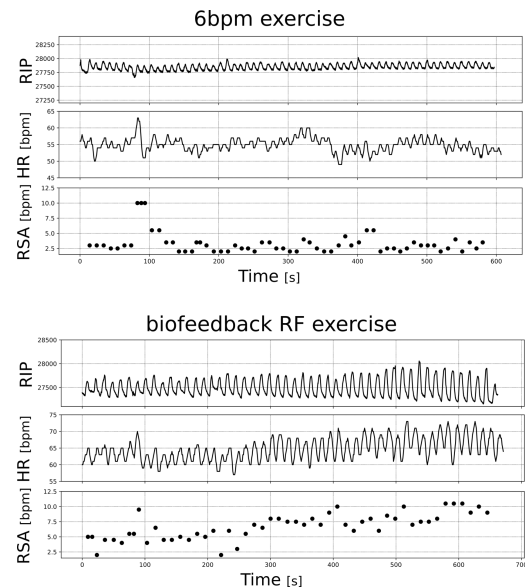 6bpm exercise
RIP
28250
28000
27750
27500
27250
HR [bpm]
65
60
55
50
45
RSA [bpm]
12.5
10.0
7.5
5.0
2.5
0 100 200 300 400 500 600
Time [s]
biofeedback RF exercise
RIP
28500
28000
27500
HR [bpm]
75
70
65
60
55
RSA [bpm]
12.5
10.0
7.5
5.0
2.5
0 100 200 300 400 500 600 700
Time [s]